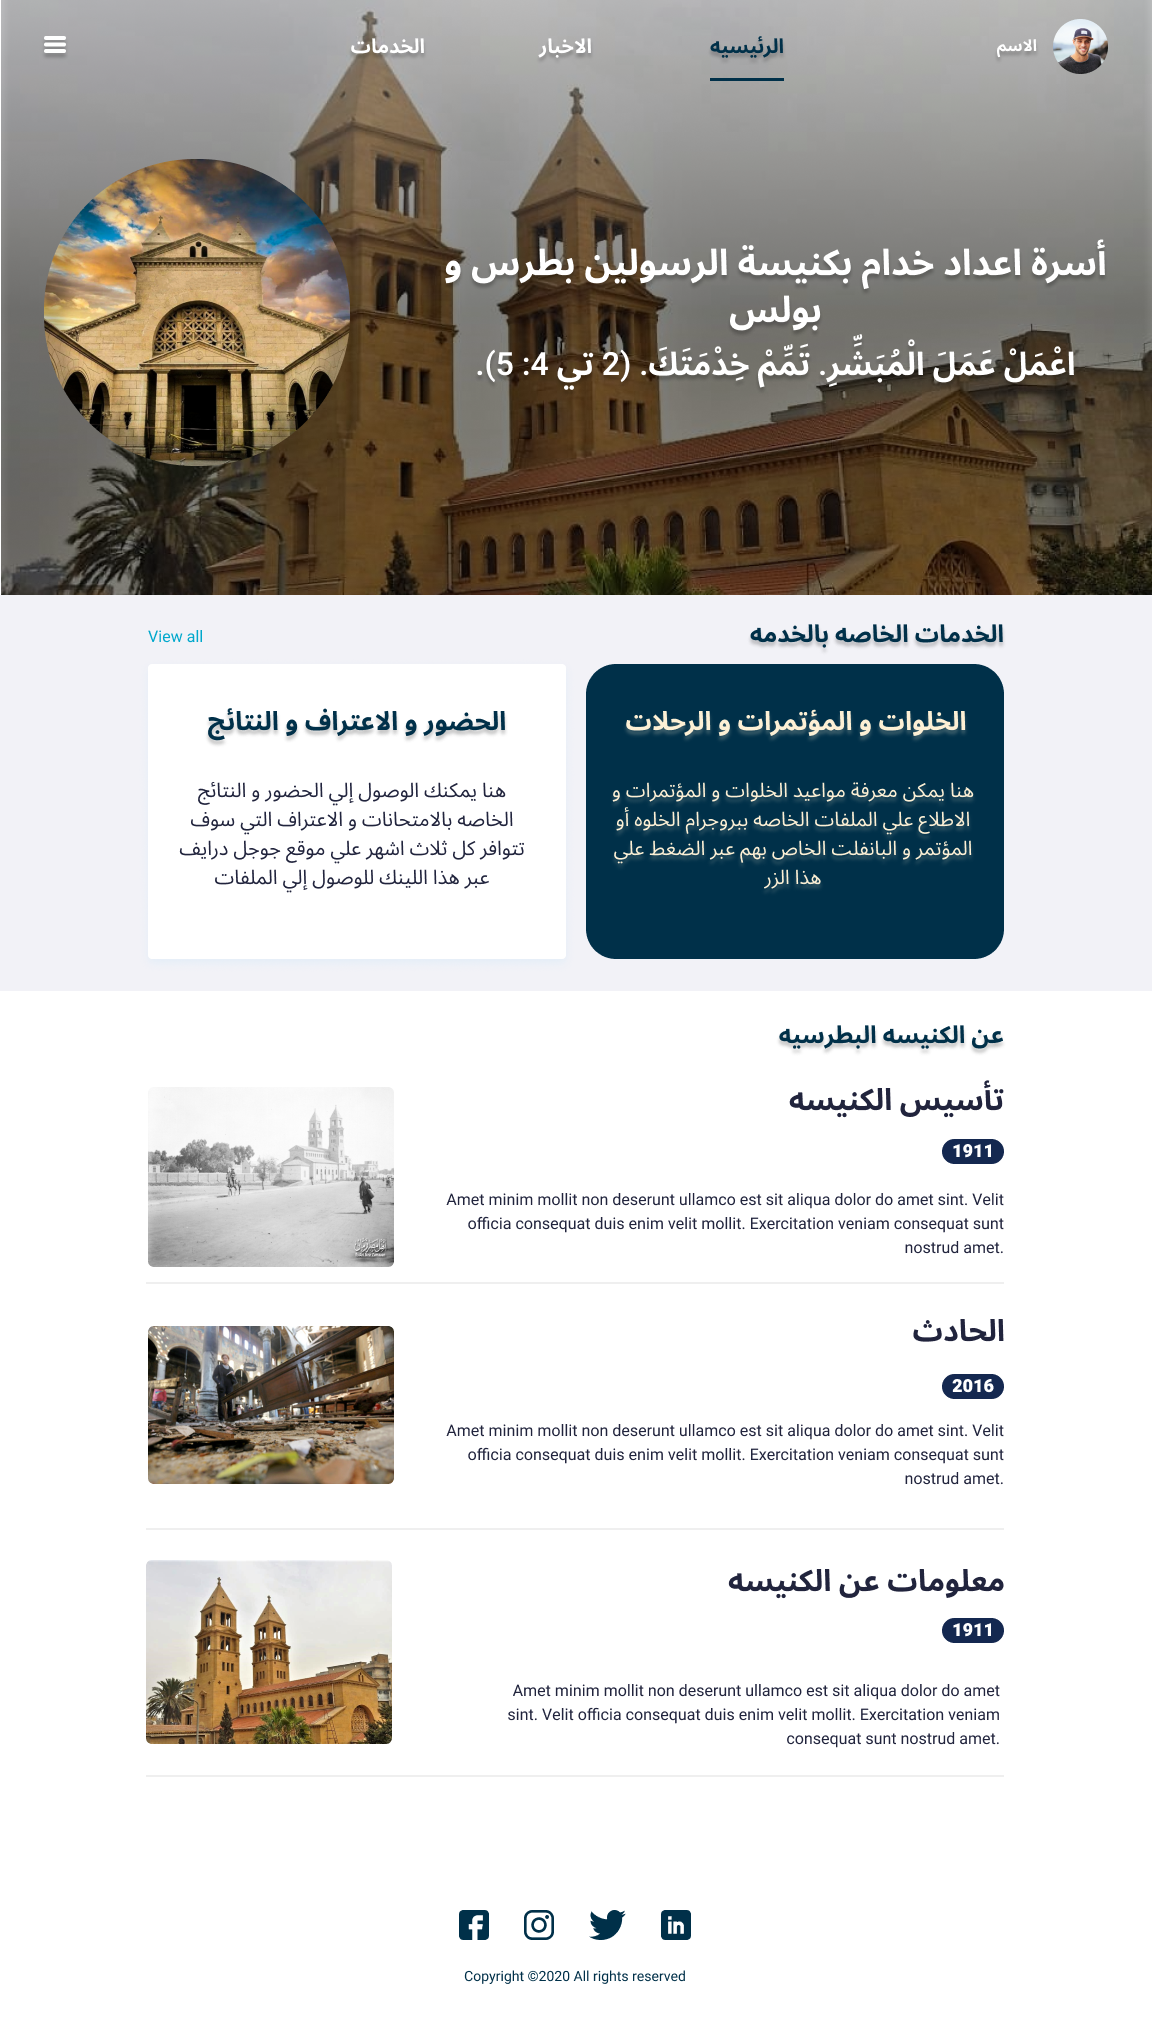 الاسم
الرئيسيه
الاخبار
الخدمات
أسرة اعداد خدام بكنيسة الرسولين بطرس و
بولس
اعْمَلْ عَمَلَ الْمُبَشِّرِ. تَمِّمْ خِدْمَتَكَ. (2 تي 4: 5).
الخدمات الخاصه بالخدمه
View all
الخلوات و المؤتمرات و الرحلات
هنا يمكن معرفة مواعيد الخلوات و المؤتمرات و
الاطلاع علي الملفات الخاصه ببروجرام الخلوه أو
المؤتمر و البانفلت الخاص بهم عبر الضغط علي
هذا الزر
الحضور و الاعتراف و النتائج
هنا يمكنك الوصول إلي الحضور و النتائج
الخاصه بالامتحانات و الاعتراف التي سوف
تتوافر كل ثلاث اشهر علي موقع جوجل درايف
عبر هذا اللينك للوصول إلي الملفات
عن الكنيسه البطرسيه
تأسيس الكنيسه
1911
Amet minim mollit non deserunt ullamco est sit aliqua dolor do amet sint. Velit
officia consequat duis enim velit mollit. Exercitation veniam consequat sunt
nostrud amet.
الحادث
2016
Amet minim mollit non deserunt ullamco est sit aliqua dolor do amet sint. Velit
officia consequat duis enim velit mollit. Exercitation veniam consequat sunt
nostrud amet.
معلومات عن الكنيسه
1911
Amet minim mollit non deserunt ullamco est sit aliqua dolor do amet
sint. Velit officia consequat duis enim velit mollit. Exercitation veniam
consequat sunt nostrud amet.
Copyright ©2020 All rights reserved